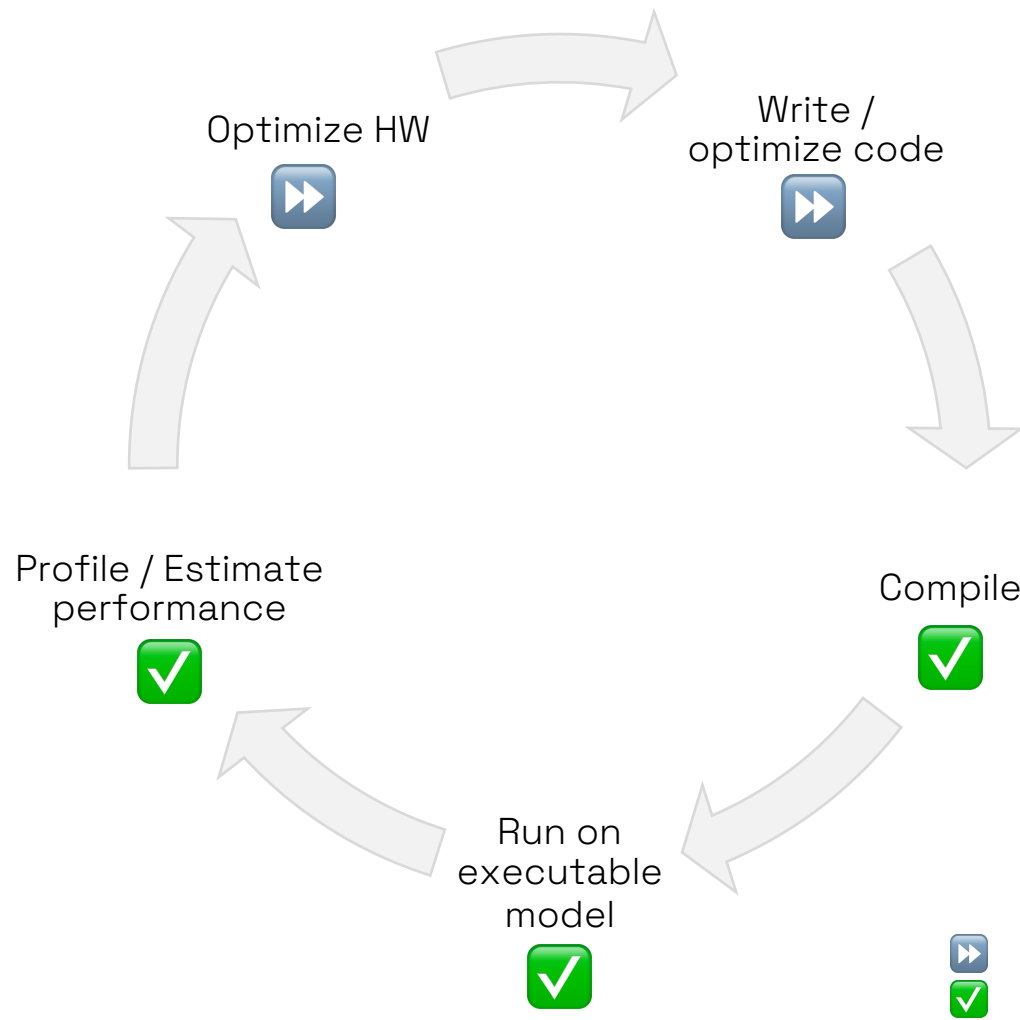 Optimize HW
Write /
optimize code
Compile
Run on
executable
model
Profile / Estimate
performance